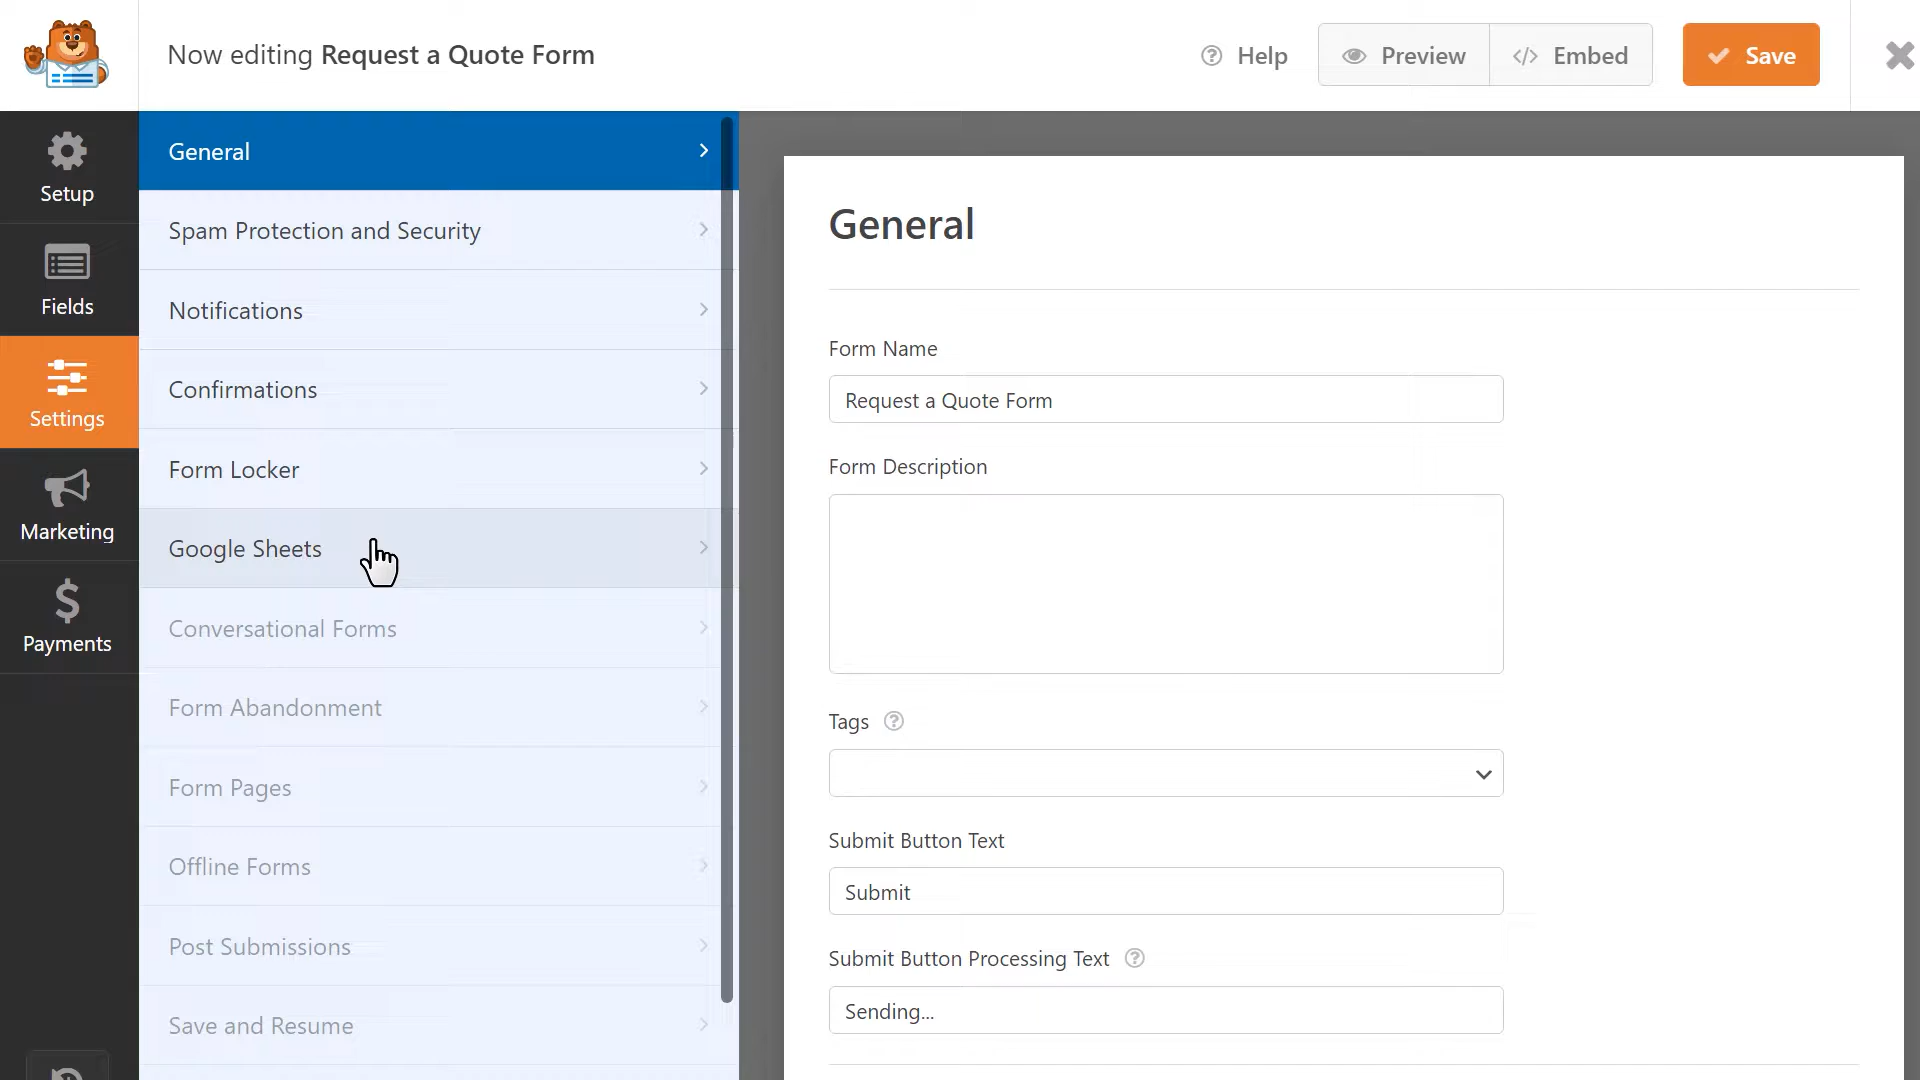 Now editing Request a Quote Form
Help
Preview
Embed
Save
Setup
Fields
Settings
Marketing
Payments
General
Spam Protection and Security
Notifications
Confirmations
Form Locker
Google Sheets
Conversational Forms
Form Abandonment
Form Pages
Offline Forms
Post Submissions
Save and Resume
General
Form Name
Request a Quote Form
Form Description
Tags
Submit Button Text
Submit
Submit Button Processing Text
Sending...